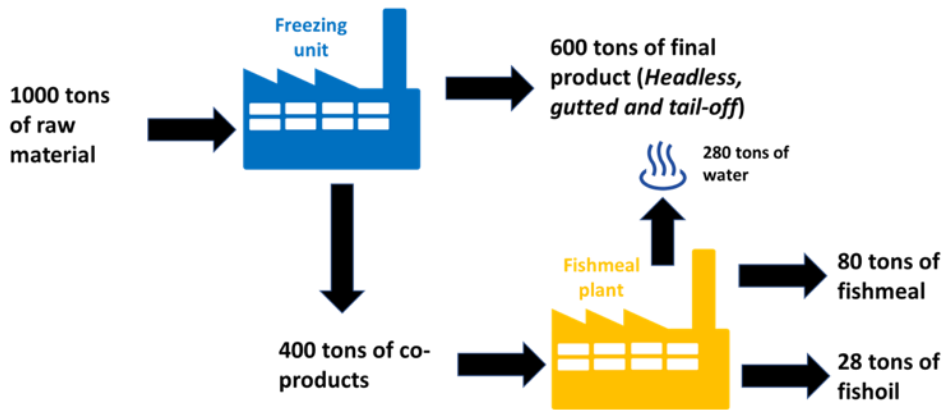 Freezing
unit
1000 tons
of raw
material
600 tons of final
product (Headless,
gutted and tail-off)
280 tons of
water
Fishmeal
plant
80 tons of
fishmeal
400 tons of co-
products
28 tons of
fishoil